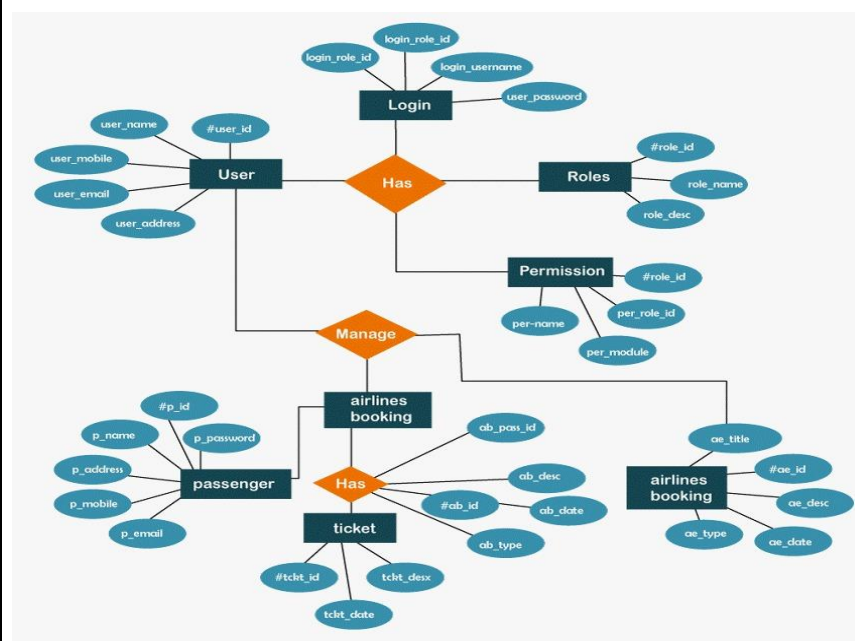 login_role_id
login_role_id
login_username
user_password
Login
user_name
#user_id
user_mobile
User
user_email
user_address
Has
#role_id
Roles
role_name
role_desc
Permission
#role_id
per_role_id
per-name
per_module
Manage
airlines
booking
#p_id
p_name
p_password
p_address
passenger
p_mobile
p_email
Has
ab_pass_id
ab_desc
#ab_id
ab_date
ab_type
ticket
#tckt_id
tckt_desx
tckt_date
ae_title
airlines
booking
#ae_id
ae_desc
ae_type
ae_date